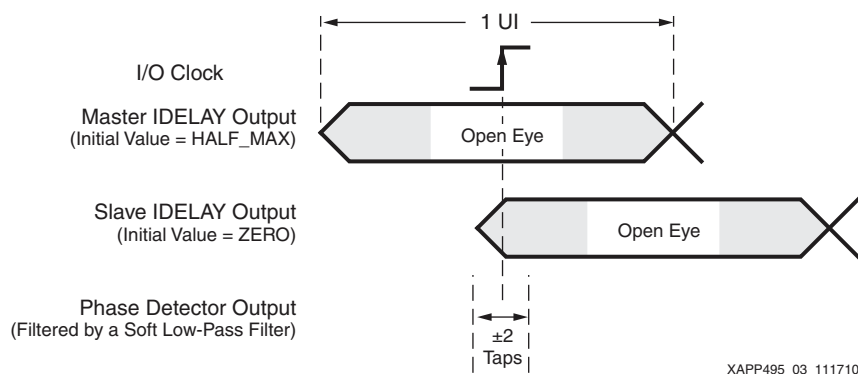 1 UI
I/O Clock
Master IDELAY Output
(Initial Value = HALF_MAX)
Open Eye
Slave IDELAY Output
(Initial Value = ZERO)
Open Eye
Phase Detector Output
(Filtered by a Soft Low-Pass Filter)
±2
Taps
XAPP495_03_111710